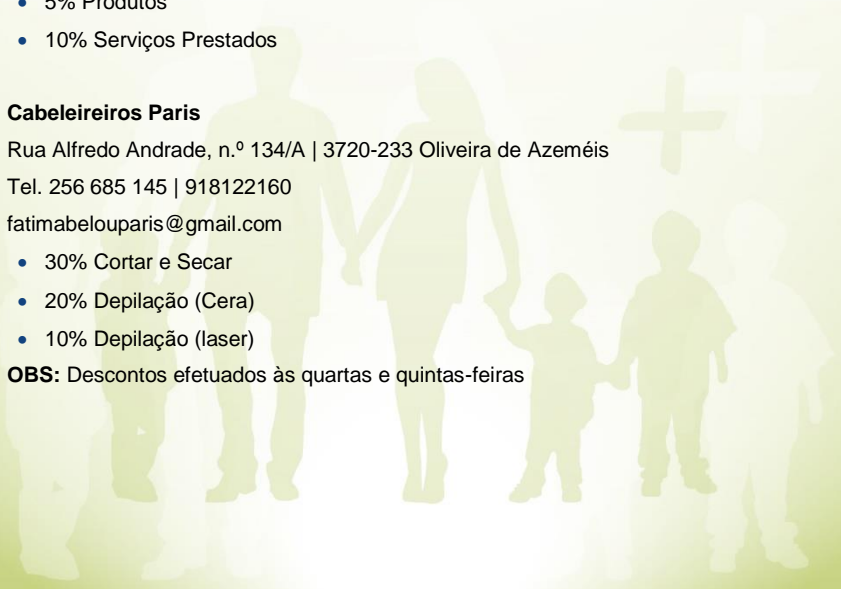 5% Produtos
10% Serviços Prestados
Cabeleireiros Paris
Rua Alfredo Andrade, n.º 134/A | 3720-233 Oliveira de Azeméis
Tel. 256 685 145 | 918122160
fatimabelouparis@gmail.com
30% Cortar e Secar
20% Depilação (Cera)
10% Depilação (laser)
OBS: Descontos efetuados às quartas e quintas-feiras